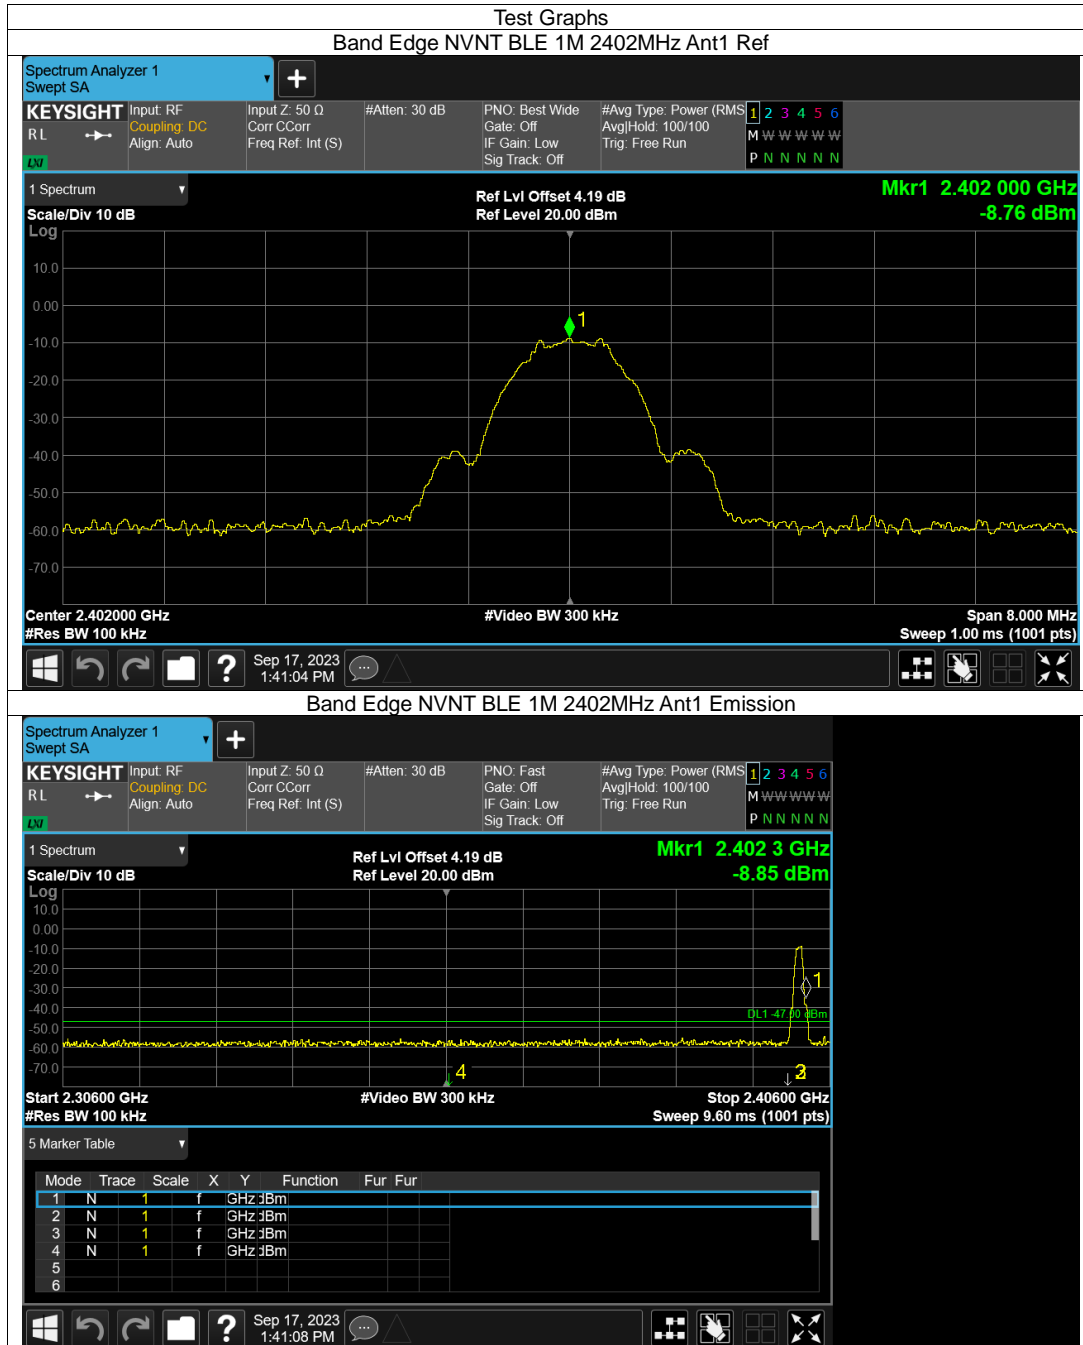 Test Graphs
Band Edge NVNT BLE 1M 2402MHz Ant1 Ref
Spectrum Analyzer 1
Swept SA
KEYSIGHT
RL
LXI
Input: RF
Coupling: DC
Align: Auto
Input Z: 50 Ω
Corr CCorr
Freq Ref: Int (S)
#Atten: 30 dB
PNO: Best Wide
Gate: Off
IF Gain: Low
Sig Track: Off
#Avg Type: Power (RMS
Avg|Hold: 100/100
Trig: Free Run
1 2 3 4 5 6
M W W W W W
P N N N N N
1 Spectrum
Scale/Div 10 dB
Ref Lvl Offset 4.19 dB
Ref Level 20.00 dBm
Mkr1 2.402 000 GHz
-8.76 dBm
Log
10.0
0.00
-10.0
-20.0
-30.0
-40.0
-50.0
-60.0
-70.0
1
Center 2.402000 GHz
#Res BW 100 kHz
#Video BW 300 kHz
Span 8.000 MHz
Sweep 1.00 ms (1001 pts)
Sep 17, 2023
1:41:04 PM
Band Edge NVNT BLE 1M 2402MHz Ant1 Emission
Spectrum Analyzer 1
Swept SA
KEYSIGHT
RL
LXI
Input: RF
Coupling: DC
Align: Auto
Input Z: 50 Ω
Corr CCorr
Freq Ref: Int (S)
#Atten: 30 dB
PNO: Fast
Gate: Off
IF Gain: Low
Sig Track: Off
#Avg Type: Power (RMS
Avg|Hold: 100/100
Trig: Free Run
1 2 3 4 5 6
M W W W W W
P N N N N N
1 Spectrum
Scale/Div 10 dB
Ref Lvl Offset 4.19 dB
Ref Level 20.00 dBm
Mkr1 2.402 3 GHz
-8.85 dBm
Log
10.0
0.00
-10.0
-20.0
-30.0
-40.0
-50.0
-60.0
-70.0
1
DL1 -47.00 dBm
4
Start 2.30600 GHz
#Res BW 100 kHz
#Video BW 300 kHz
Stop 2.40600 GHz
Sweep 9.60 ms (1001 pts)
5 Marker Table
Mode Trace Scale X Y Function Fur Fur
1 N 1 f GHz dBm
2 N 1 f GHz dBm
3 N 1 f GHz dBm
4 N 1 f GHz dBm
5
6
Sep 17, 2023
1:41:08 PM